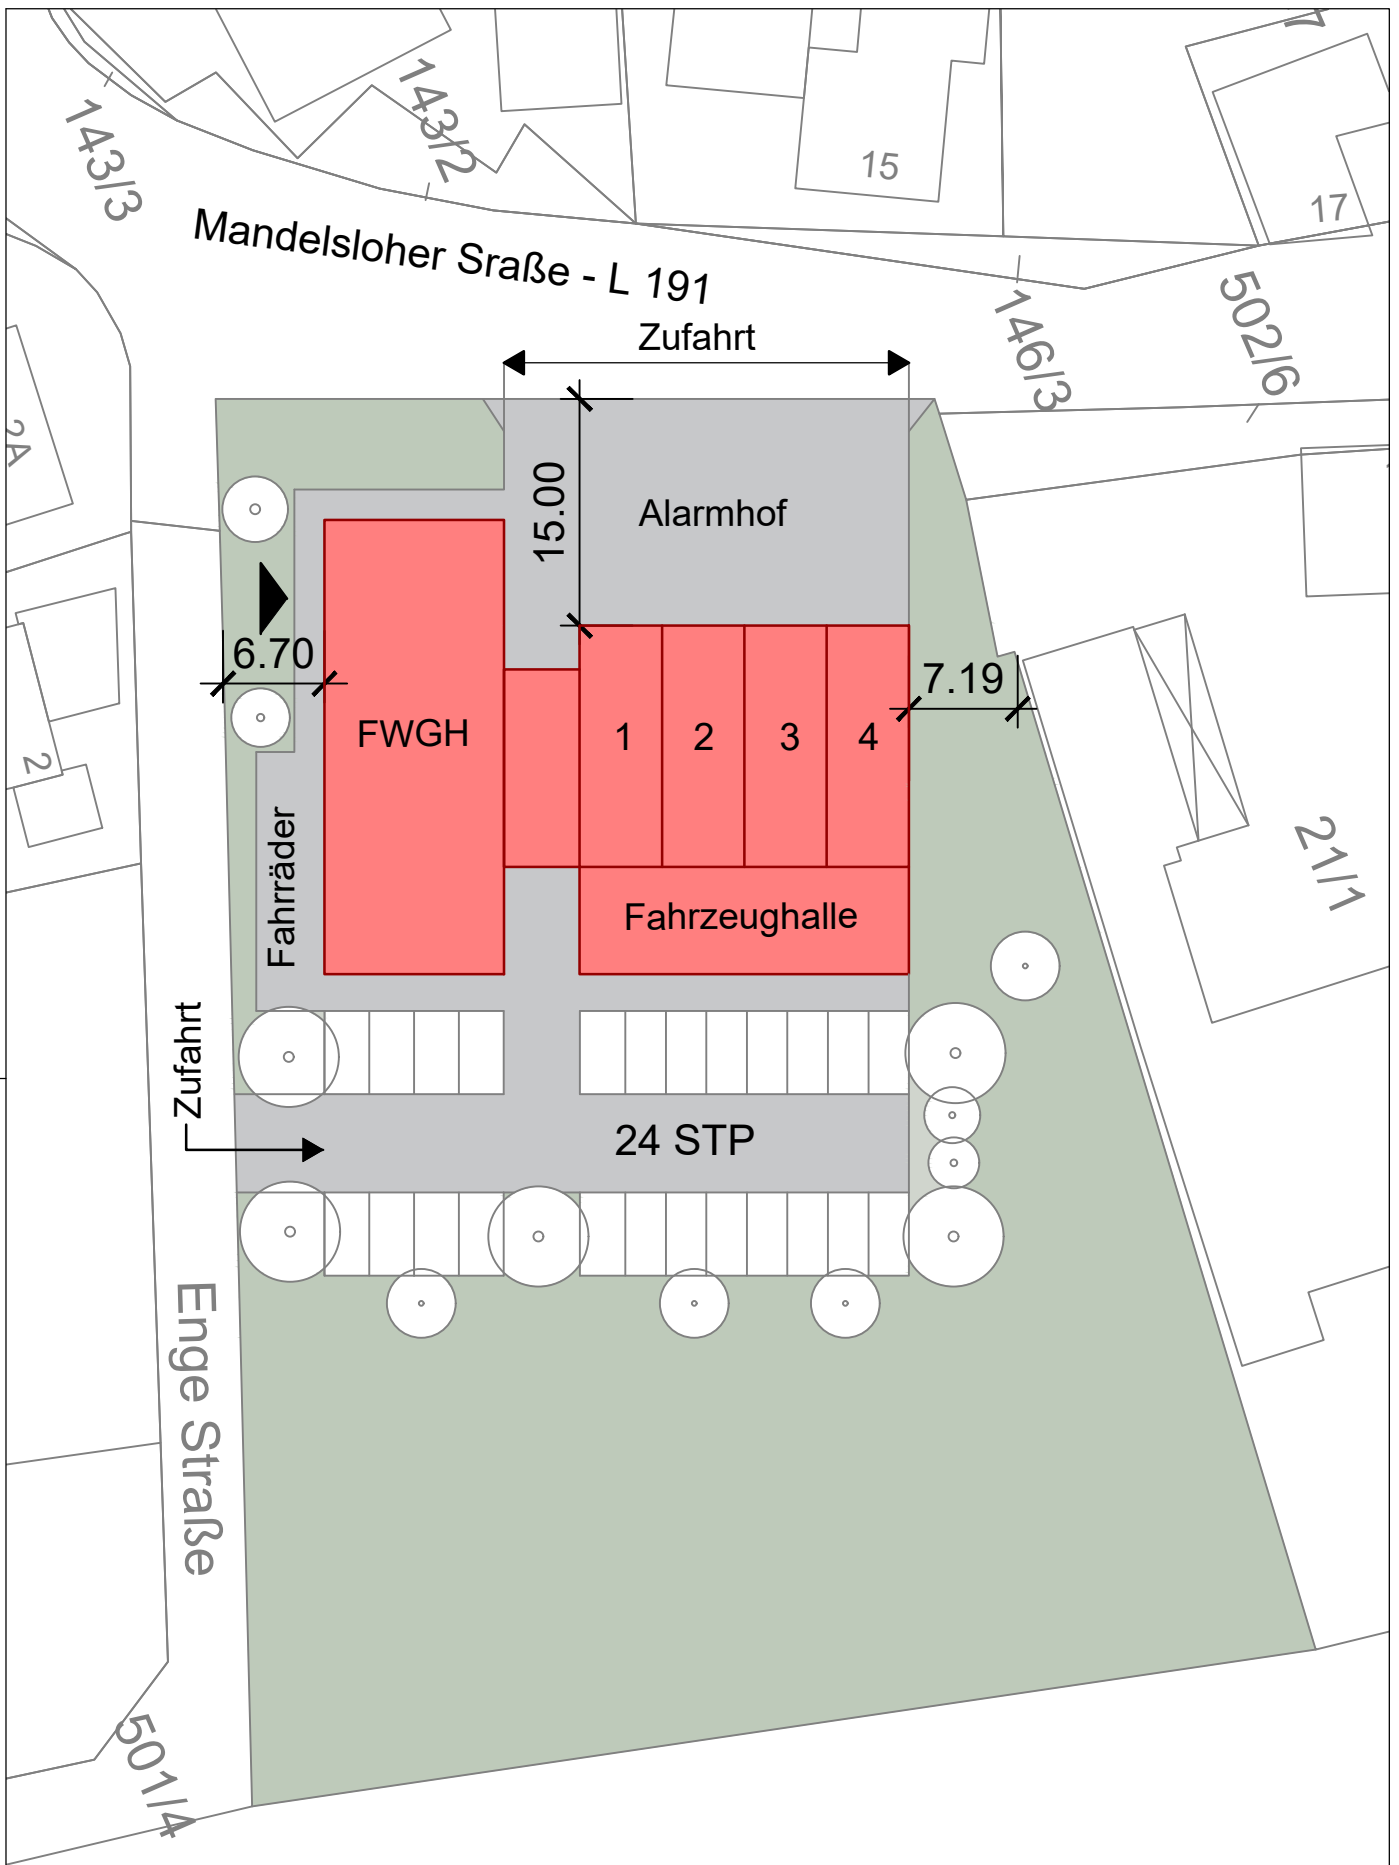 143/3
143/2
15
17
7
Mandelsloher Sraße - L 191
Zufahrt
146/3
502/6
2A
15.00
Alarmhof
6.70
7.19
FWGH
1
2
3
4
2
Fahrräder
Fahrzeughalle
21/1
Zufahrt
24 STP
Enge Straße
501/4